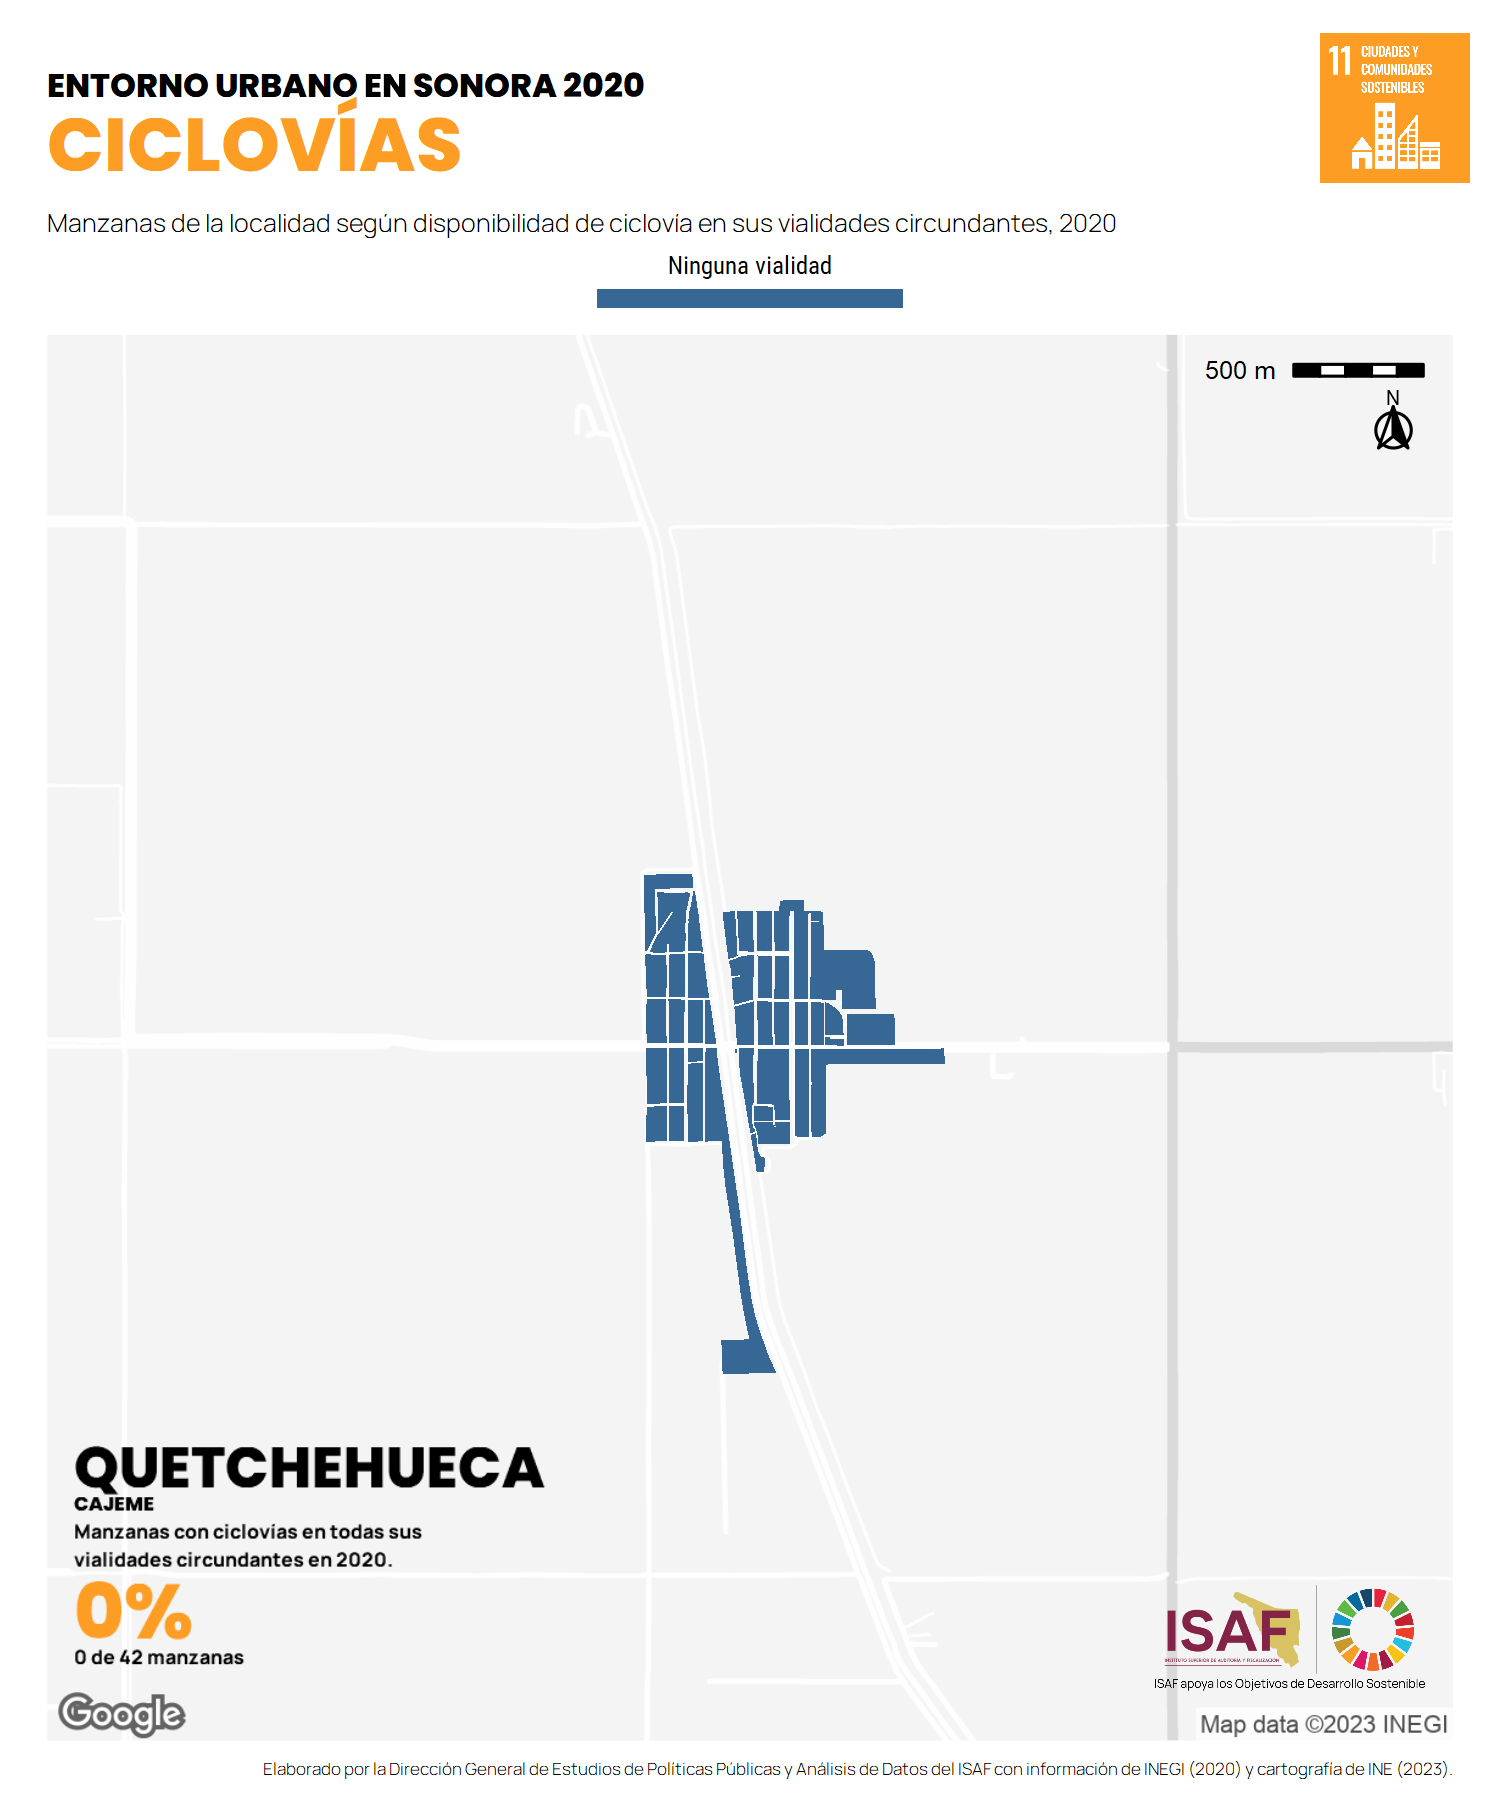 ENTORNO URBANO EN SONORA 2020
CICLOVÍAS
11 CIUDADES Y
COMUNIDADES
SOSTENIBLES
Manzanas de la localidad según disponibilidad de ciclovía en sus vialidades circundantes, 2020
Ninguna vialidad
500 m
N
QUETCHEHUECA
CAJEME
Manzanas con ciclovias en todas sus
vialidades circundantes en 2020.
0%
0 de 42 manzanas
ISAF
INSTITUTO SUPERIOR DE AUDITORÍA Y FISCALIZACIÓN
ISAF apoya los Objetivos de Desarrollo Sostenible
Google
Map data ©2023 INEGI
Elaborado por la Dirección General de Estudios de Políticas Públicas y Análisis de Datos del ISAF con información de INEGI (2020) y cartografía de INE (2023).